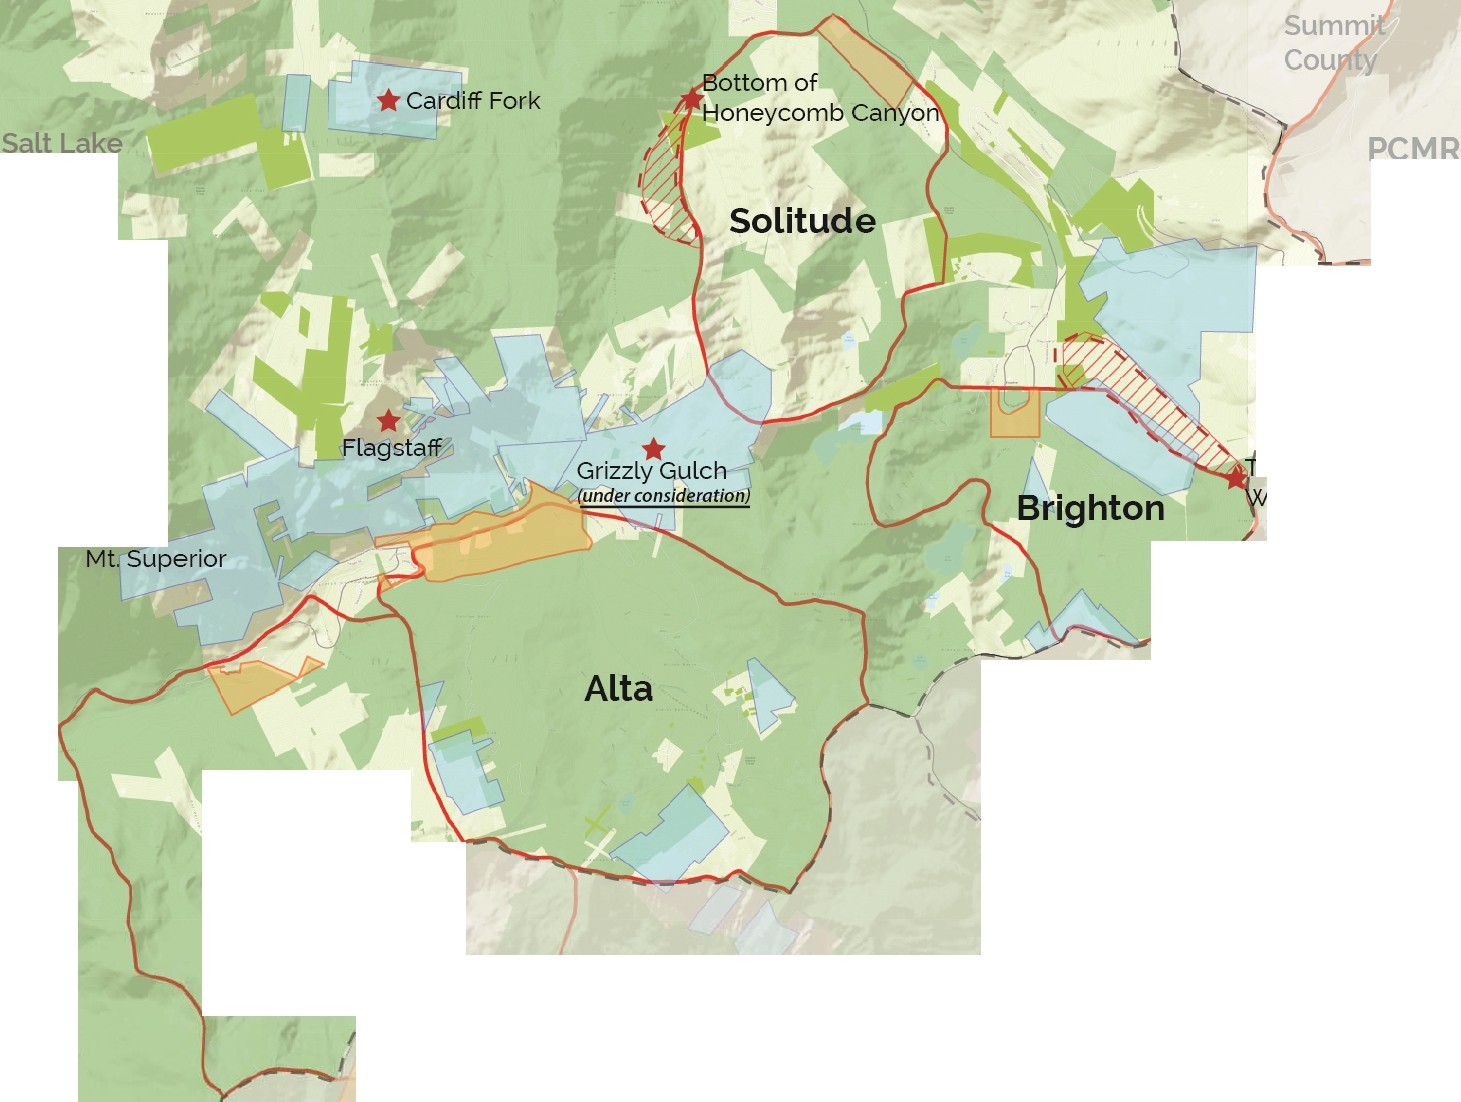 Summit
County
Bottom of
Honeycomb Canyon
Cardiff Fork
Salt Lake
PCMR
Solitude
Flagstaff
Grizzly Gulch
(under consideration)
T
W
Brighton
Mt. Superior
Alta